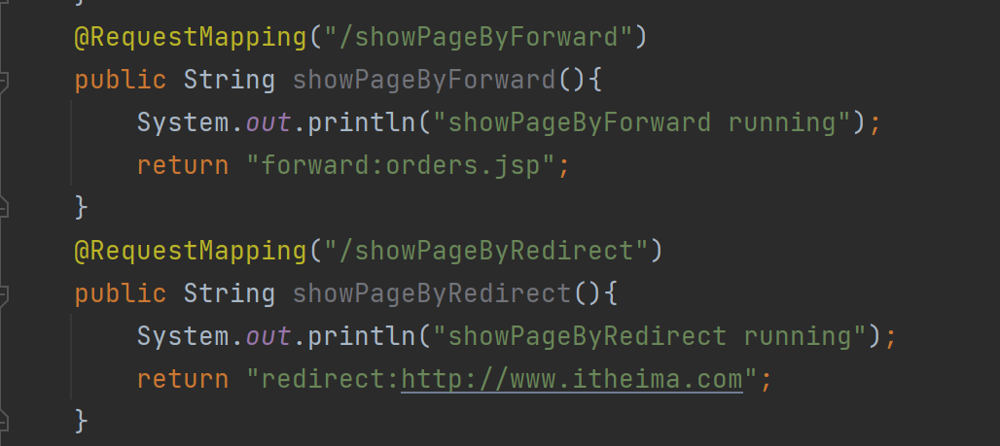 }
@RequestMapping("/showPageByForward")
public String showPageByForward(){
System.out.println("showPageByForward running");
return "forward:orders.jsp";
}
@RequestMapping("/showPageByRedirect")
public String showPageByRedirect(){
System.out.println("showPageByRedirect running");
return "redirect:http://www.itheima.com";
}